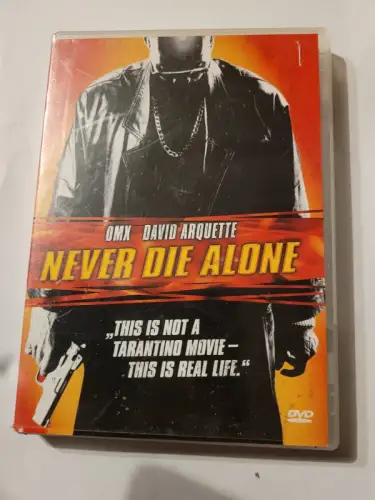 DMX DAVID ARQUETTE
NEVER DIE ALONE
„THIS IS NOT A
TARANTINO MOVIE –
THIS IS REAL LIFE.“
DVD